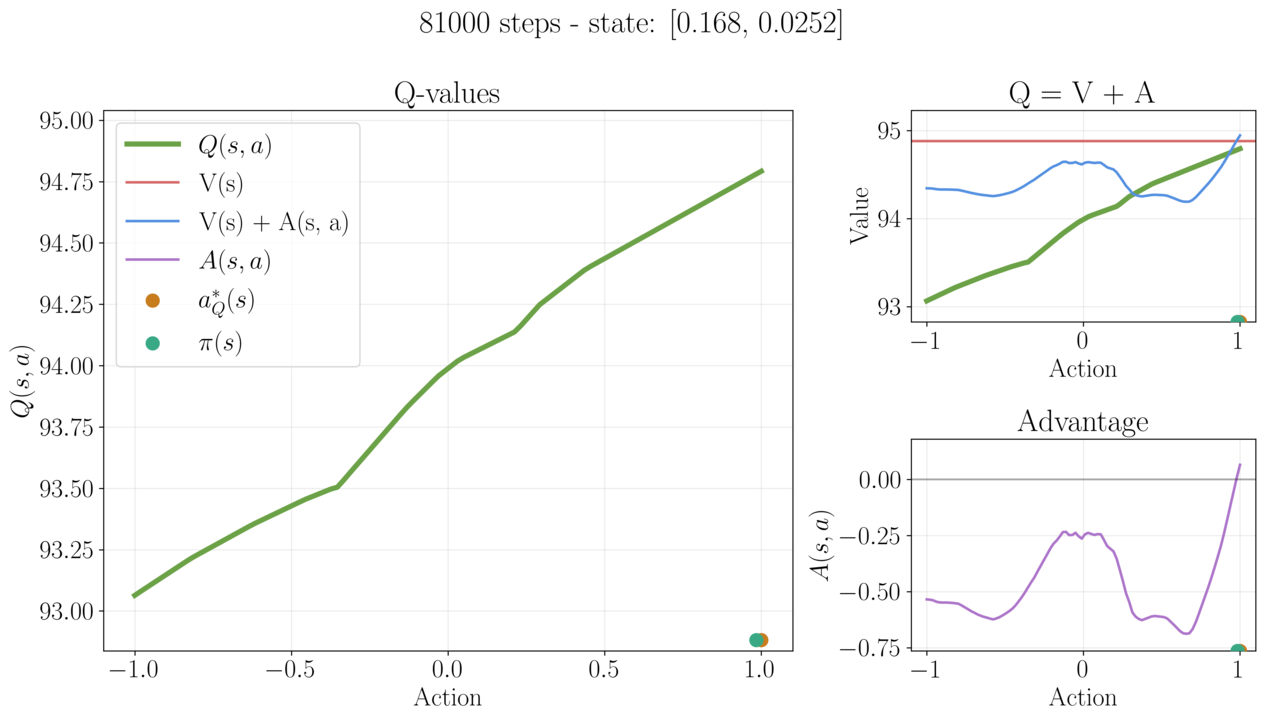 81000 steps - state: [0.168, 0.0252]
Q-values
95.00
94.75
94.50
94.25
94.00
93.75
93.50
93.25
93.00
Q(s, a)
−1.0
−0.5
0.0
0.5
1.0
Action
Q(s, a)
V(s)
V(s) + A(s, a)
A(s, a)
a*_Q(s)
π(s)
Q = V + A
95
94
93
Value
−1
0
1
Action
Advantage
0.00
−0.25
−0.50
−0.75
A(s, a)
−1
0
1
Action